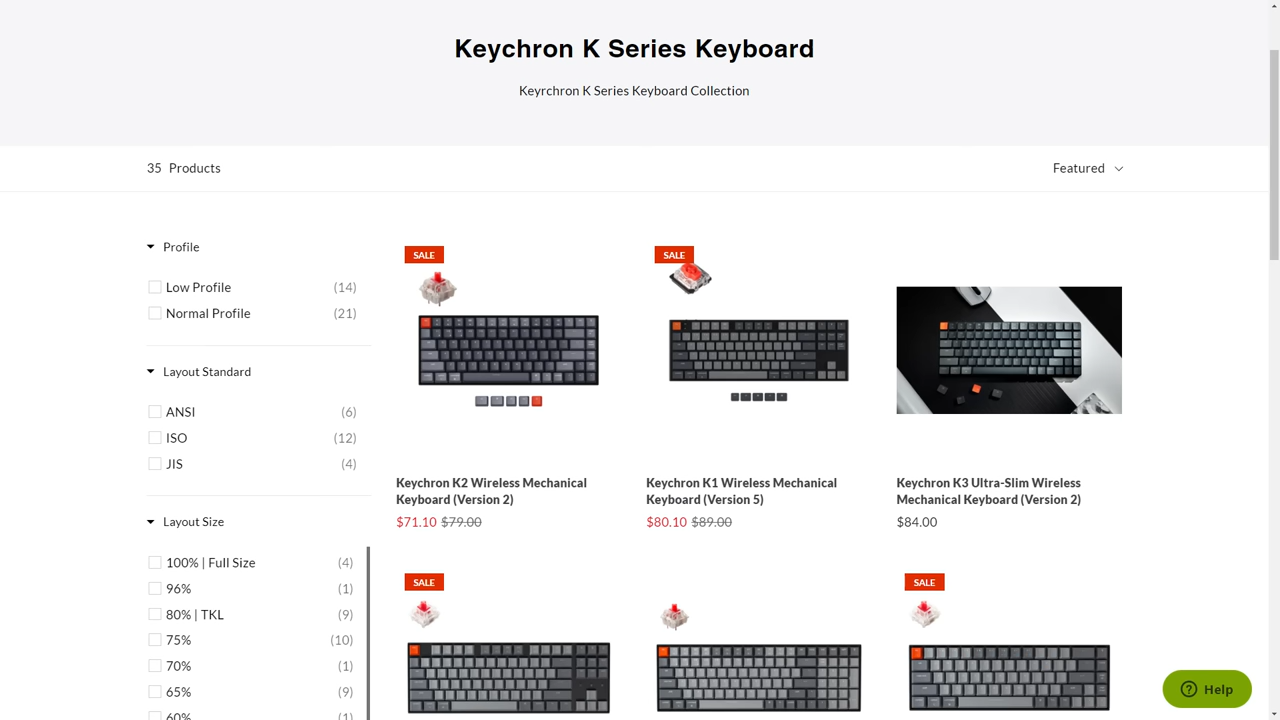 Keychron K Series Keyboard
Keyrchron K Series Keyboard Collection
35 Products
Featured
Profile
Low Profile (14)
Normal Profile (21)
Layout Standard
ANSI (6)
ISO (12)
JIS (4)
Layout Size
100% | Full Size (4)
96% (1)
80% | TKL (9)
75% (10)
70% (1)
65% (9)
60% (1)
SALE
Keychron K2 Wireless Mechanical
Keyboard (Version 2)
$71.10 $79.00
SALE
Keychron K1 Wireless Mechanical
Keyboard (Version 5)
$80.10 $89.00
Keychron K3 Ultra-Slim Wireless
Mechanical Keyboard (Version 2)
$84.00
SALE
SALE
Help